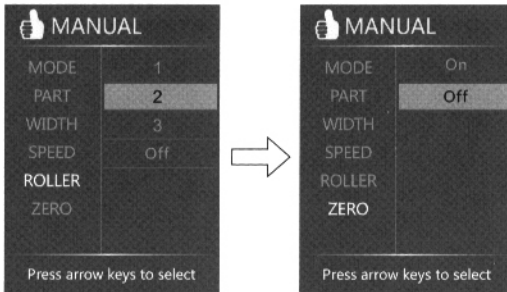 MANUAL
MODE 1
PART 2
WIDTH 3
SPEED Off
ROLLER
ZERO
Press arrow keys to select
MANUAL
MODE On
PART Off
WIDTH
SPEED
ROLLER
ZERO
Press arrow keys to select